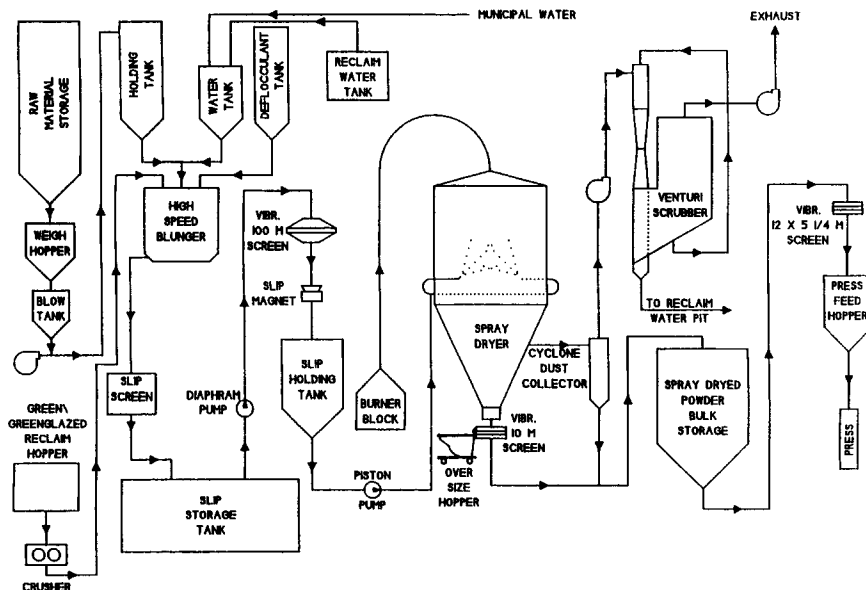 MUNICIPAL WATER
EXHAUST
RAW
MATERIAL
STORAGE
HOLDING
TANK
WATER
TANK
DEFLOCCULANT
TANK
RECLAIM
WATER
TANK
WEIGH
HOPPER
BLOW
TANK
HIGH
SPEED
BLUNGER
VIBR.
100 M
SCREEN
SLIP
MAGNET
SLIP
HOLDING
TANK
SLIP
SCREEN
DIAPHRAM
PUMP
GREEN\
GREENGLAZED
RECLAIM
HOPPER
CRUSHER
SLIP
STORAGE
TANK
BURNER
BLOCK
PISTON
PUMP
SPRAY
DRYER
VIBR.
10 M
SCREEN
OVER
SIZE
HOPPER
CYCLONE
DUST
COLLECTOR
VENTURI
SCRUBBER
TO RECLAIM
WATER PIT
SPRAY DRYED
POWDER
BULK
STORAGE
VIBR.
12 X 5 1/4 M
SCREEN
PRESS
FEED
HOPPER
PRESS